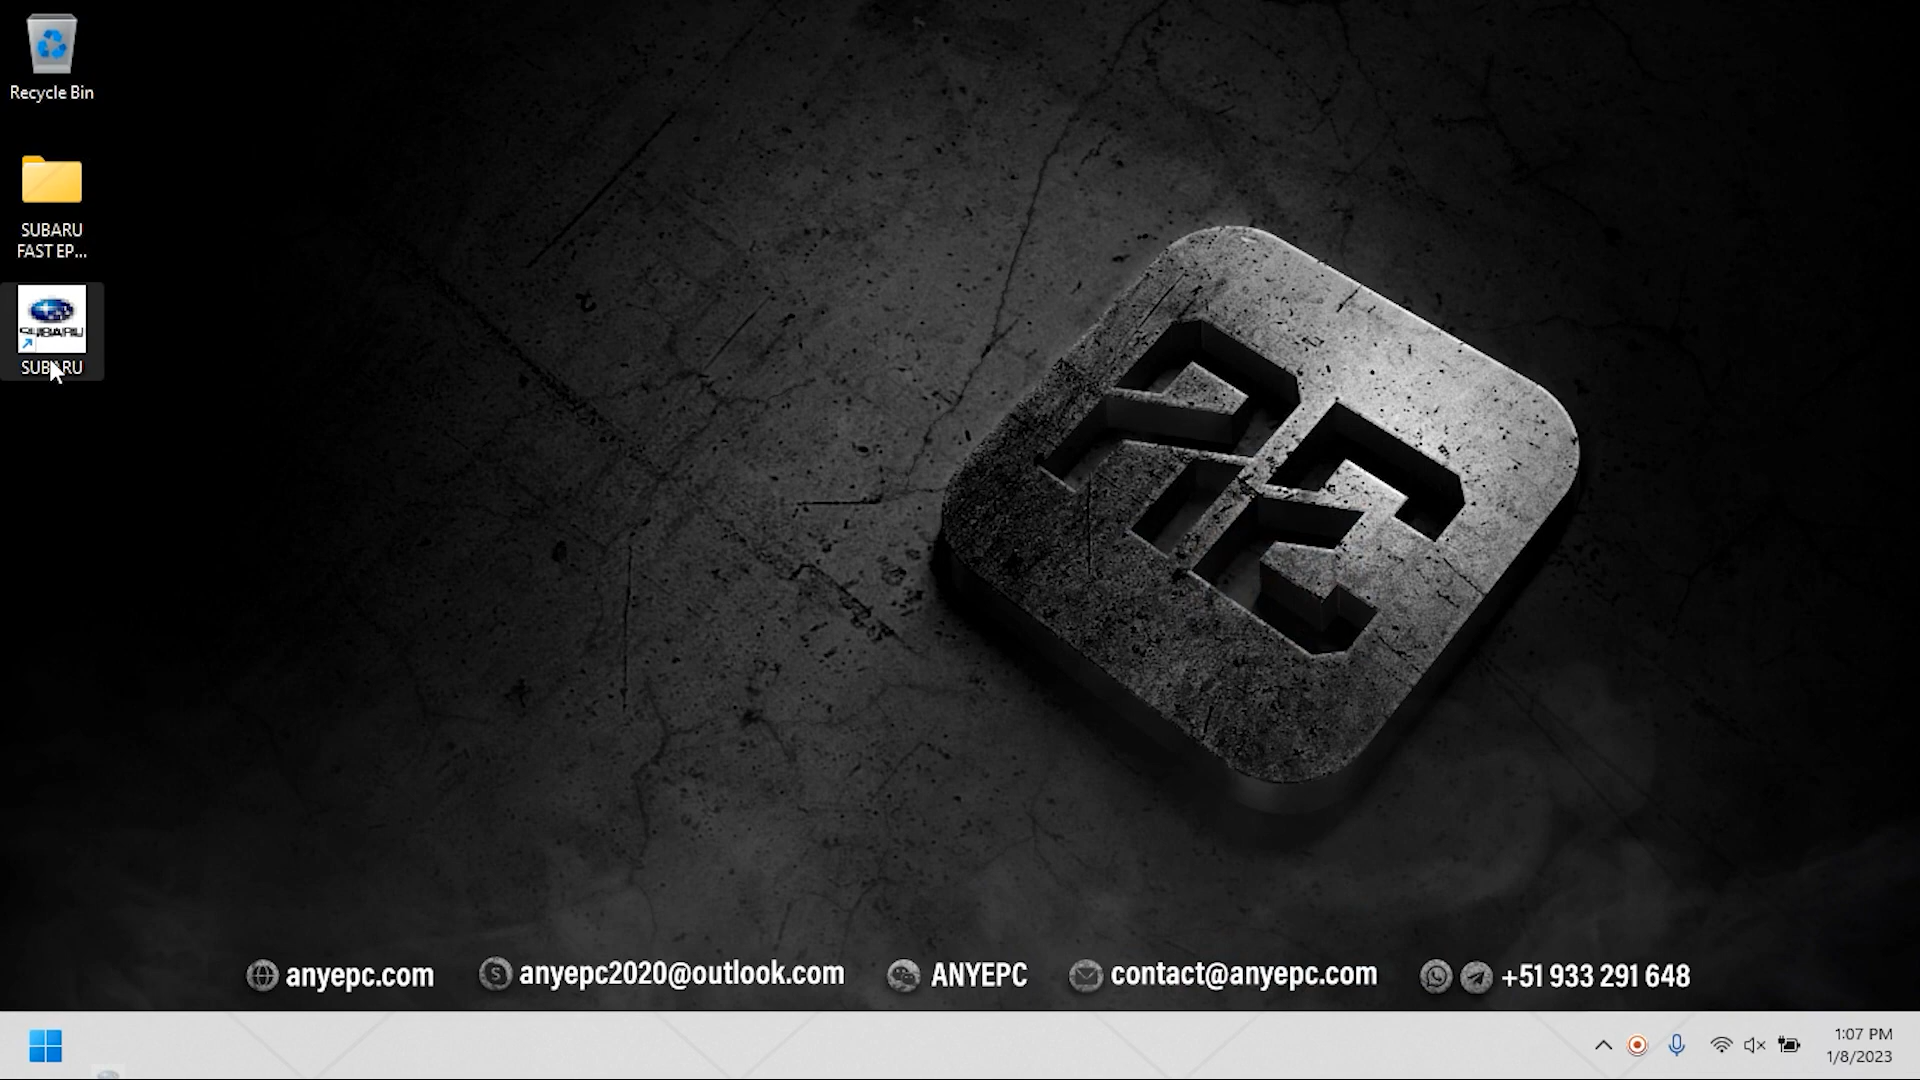 Recycle Bin
SUBARU
FAST EP...
SUBARU
SUBARU
anyepc.com
anyepc2020@outlook.com
ANYEPC
contact@anyepc.com
+51 933 291 648
1:07 PM
1/8/2023